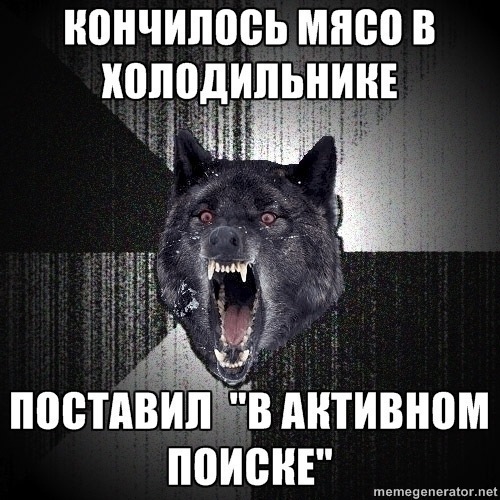 КОНЧИЛОСЬ МЯСО В
ХОЛОДИЛЬНИКЕ
ПОСТАВИЛ "В АКТИВНОМ
ПОИСКЕ"
memegenerator.net